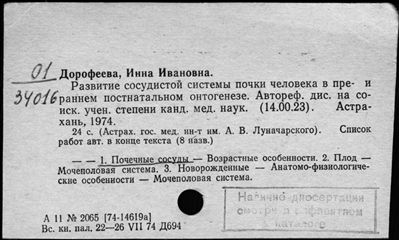 01
34016
Дорофеева, Инна Ивановна.
Развитие сосудистой системы почки человека в пре- и
раннем постнатальном онтогенезе. Автореф. дис. на со-
иск. учен. степени канд. мед. наук. (14.00.23). Астра-
хань, 1974.
24 с. (Астрах. гос. мед. ин-т им. А. В. Луначарского). Список
работ авт. в конце текста (8 назв.)
— — 1. Почечные сосуды — Возрастные особенности. 2. Плод —
Мочеполовая система. 3. Новорожденные — Анатомо-физиологиче-
ские особенности — Мочеполовая система.
Наличие диссертации
смотри в алфавитном
каталоге
А 11 № 2065 [74-14619а]
Вс. кн. пал. 22—26 VII 74 Д694